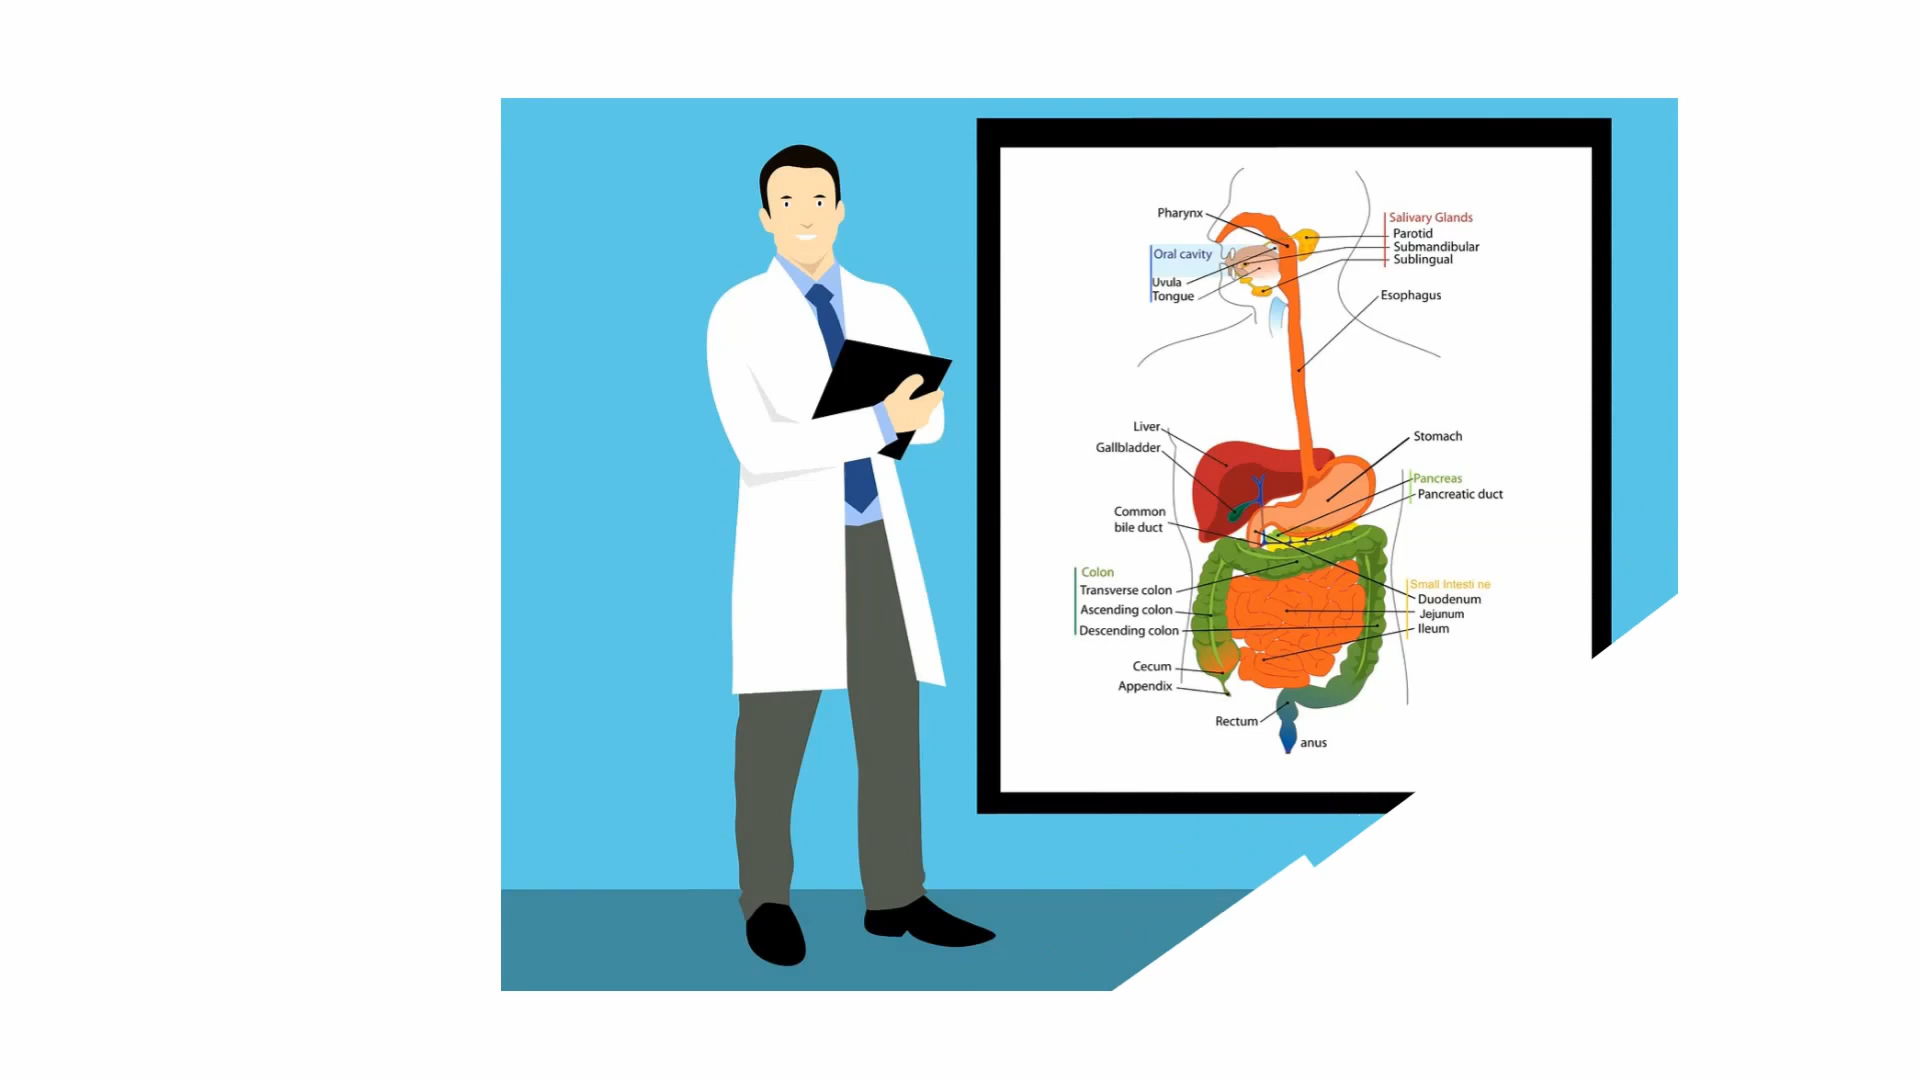 Pharynx
Oral cavity
Uvula
Tongue
Salivary Glands
Parotid
Submandibular
Sublingual
Esophagus
Liver
Gallbladder
Common
bile duct
Stomach
Pancreas
Pancreatic duct
Colon
Transverse colon
Ascending colon
Descending colon
Small Intesti ne
Duodenum
Jejunum
Ileum
Cecum
Appendix
Rectum
anus